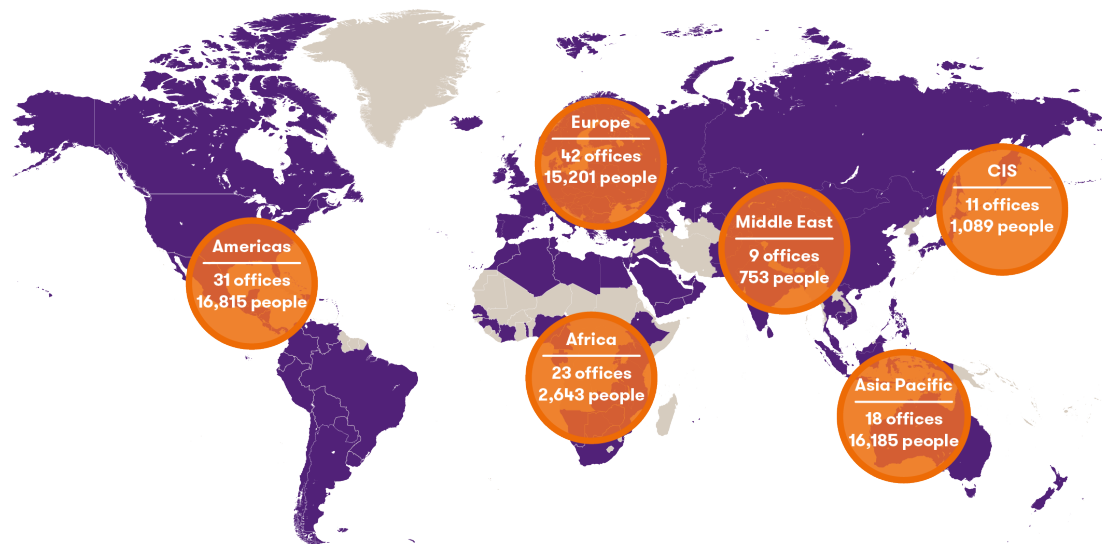 Europe
42 offices
15,201 people
CIS
11 offices
1,089 people
Middle East
9 offices
753 people
Americas
31 offices
16,815 people
Africa
23 offices
2,643 people
Asia Pacific
18 offices
16,185 people